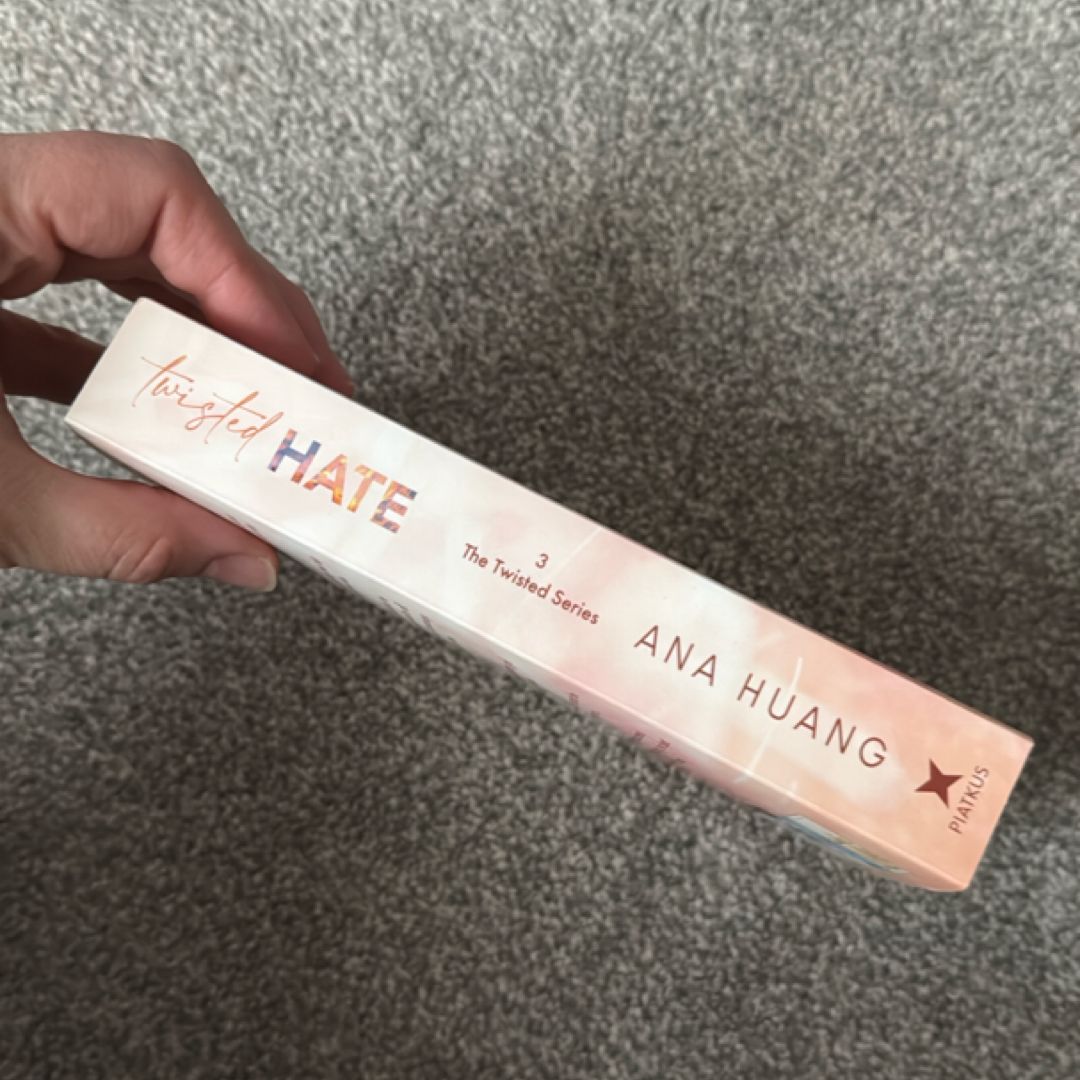 twisted HATE
3
The Twisted Series
ANA HUANG
PIATKUS